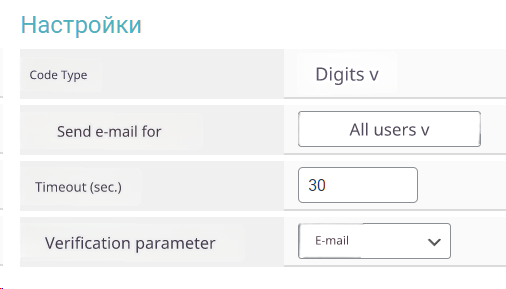 Настройки
Code Type
Digits v
Send e-mail for
All users v
Timeout (sec.)
30
Verification parameter
E-mail